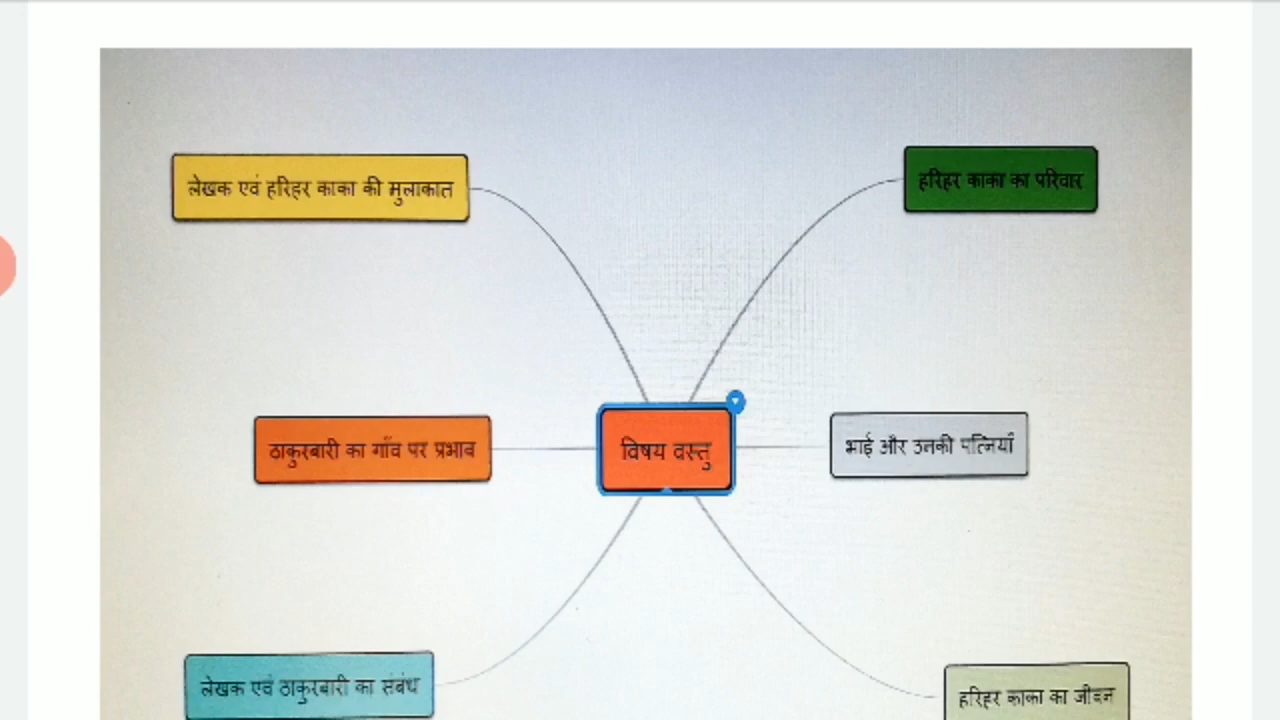 लेखक एवं हरिहर काका की मुलाकात
हरिहर काका का परिवार
ठाकुरबारी का गाँव पर प्रभाव
विषय वस्तु
भाई और उनकी पत्नियाँ
लेखक एवं ठाकुरबारी का संबंध
हरिहर काका का जीवन